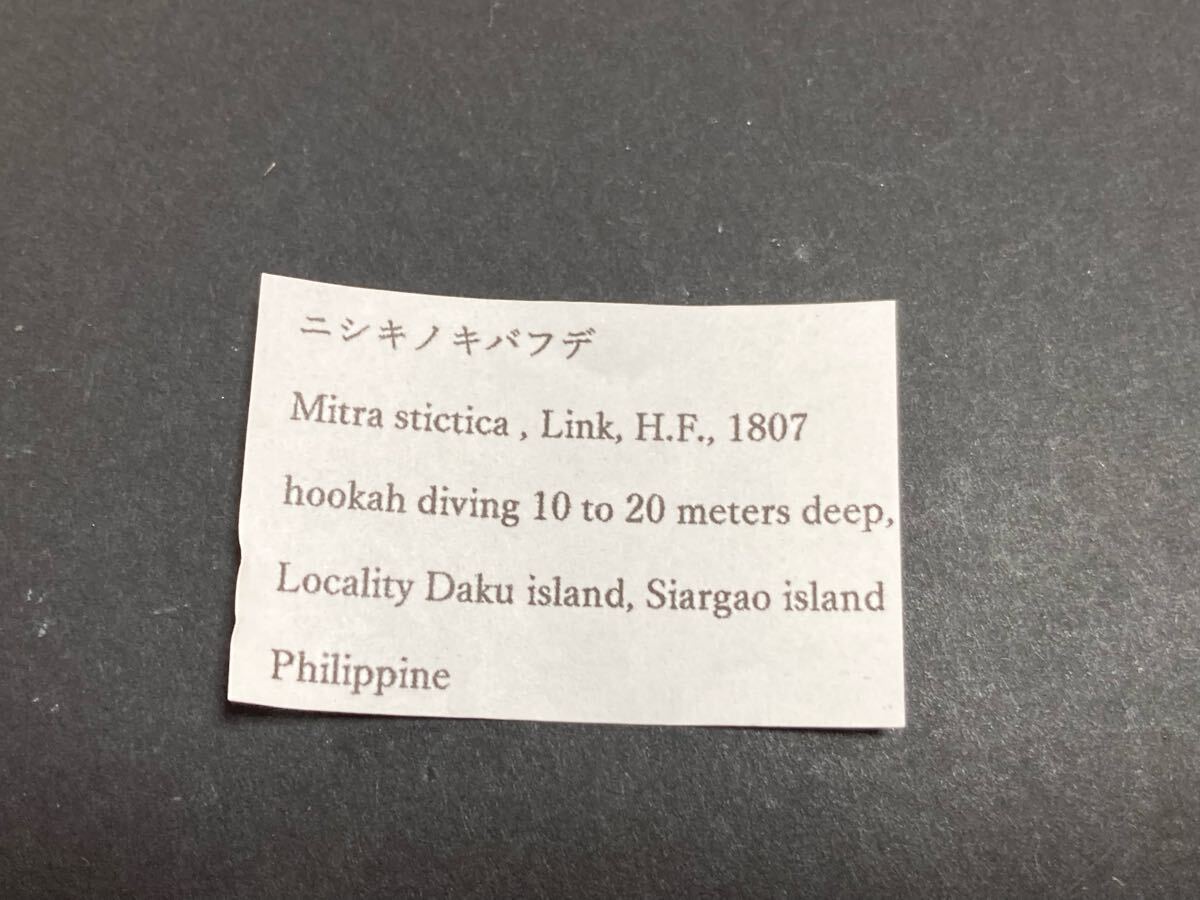 ニシキノキバフデ
Mitra stictica , Link, H.F., 1807
hookah diving 10 to 20 meters deep,
Locality Daku island, Siargao island
Philippine